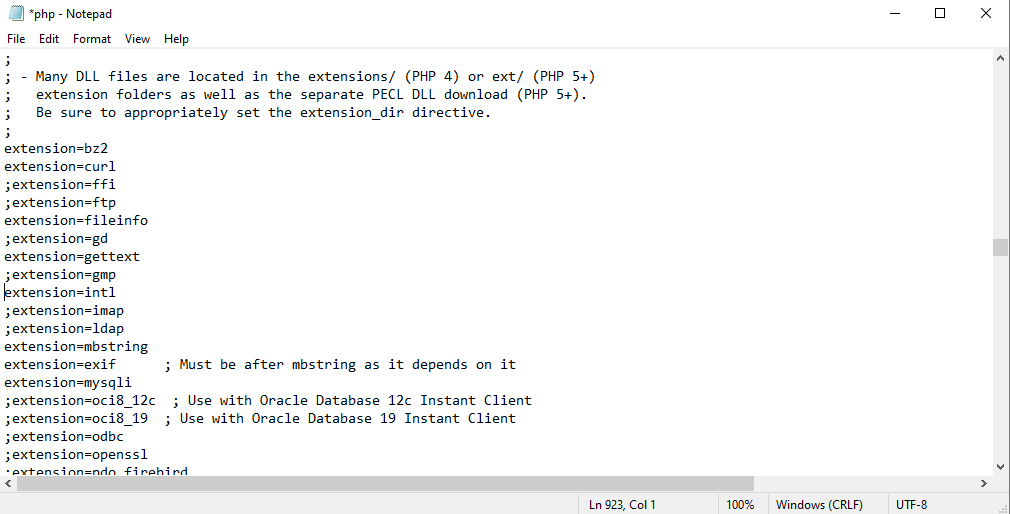 *php - Notepad
File Edit Format View Help
;
; - Many DLL files are located in the extensions/ (PHP 4) or ext/ (PHP 5+)
;   extension folders as well as the separate PECL DLL download (PHP 5+).
;   Be sure to appropriately set the extension_dir directive.
;
extension=bz2
extension=curl
;extension=ffi
;extension=ftp
extension=fileinfo
;extension=gd
extension=gettext
;extension=gmp
extension=intl
;extension=imap
;extension=ldap
extension=mbstring
extension=exif      ; Must be after mbstring as it depends on it
extension=mysqli
;extension=oci8_12c  ; Use with Oracle Database 12c Instant Client
;extension=oci8_19  ; Use with Oracle Database 19 Instant Client
;extension=odbc
;extension=openssl
;extension=pdo_firebird
Ln 923, Col 1 100% Windows (CRLF) UTF-8